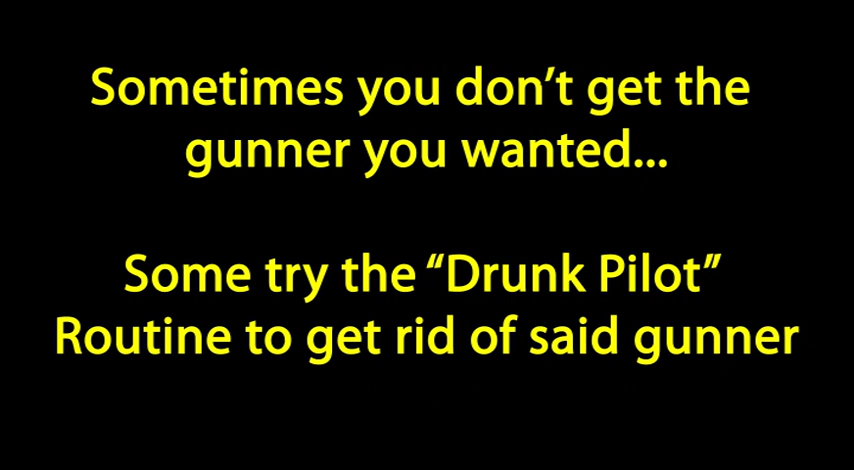 Sometimes you don’t get the
gunner you wanted...
Some try the “Drunk Pilot”
Routine to get rid of said gunner